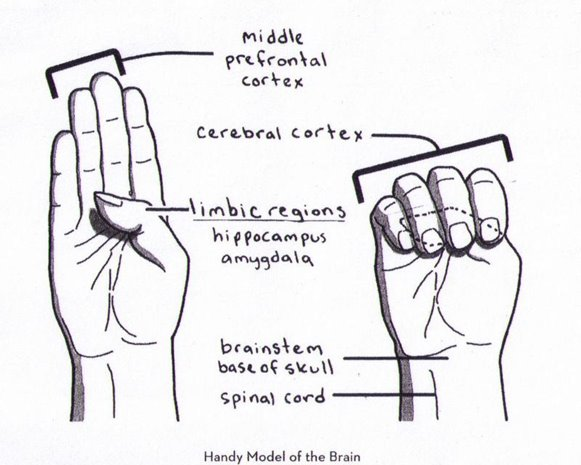 middle
prefrontal
cortex
cerebral cortex
limbic regions
hippocampus
amygdala
brainstem
base of skull
spinal cord
Handy Model of the Brain